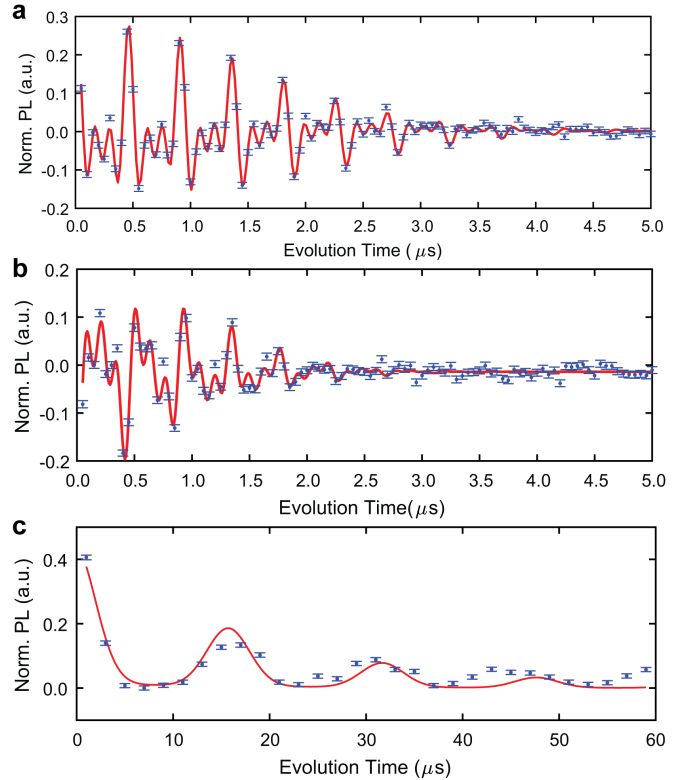 a
0.3
0.2
0.1
0.0
-0.1
-0.2
Norm. PL (a.u.)
0.0 0.5 1.0 1.5 2.0 2.5 3.0 3.5 4.0 4.5 5.0
Evolution Time ( μs)
b
0.2
0.1
0.0
-0.1
-0.2
Norm. PL (a.u.)
0.0 0.5 1.0 1.5 2.0 2.5 3.0 3.5 4.0 4.5 5.0
Evolution Time(μs)
c
0.4
0.2
0.0
Norm. PL (a.u.)
0 10 20 30 40 50 60
Evolution Time (μs)